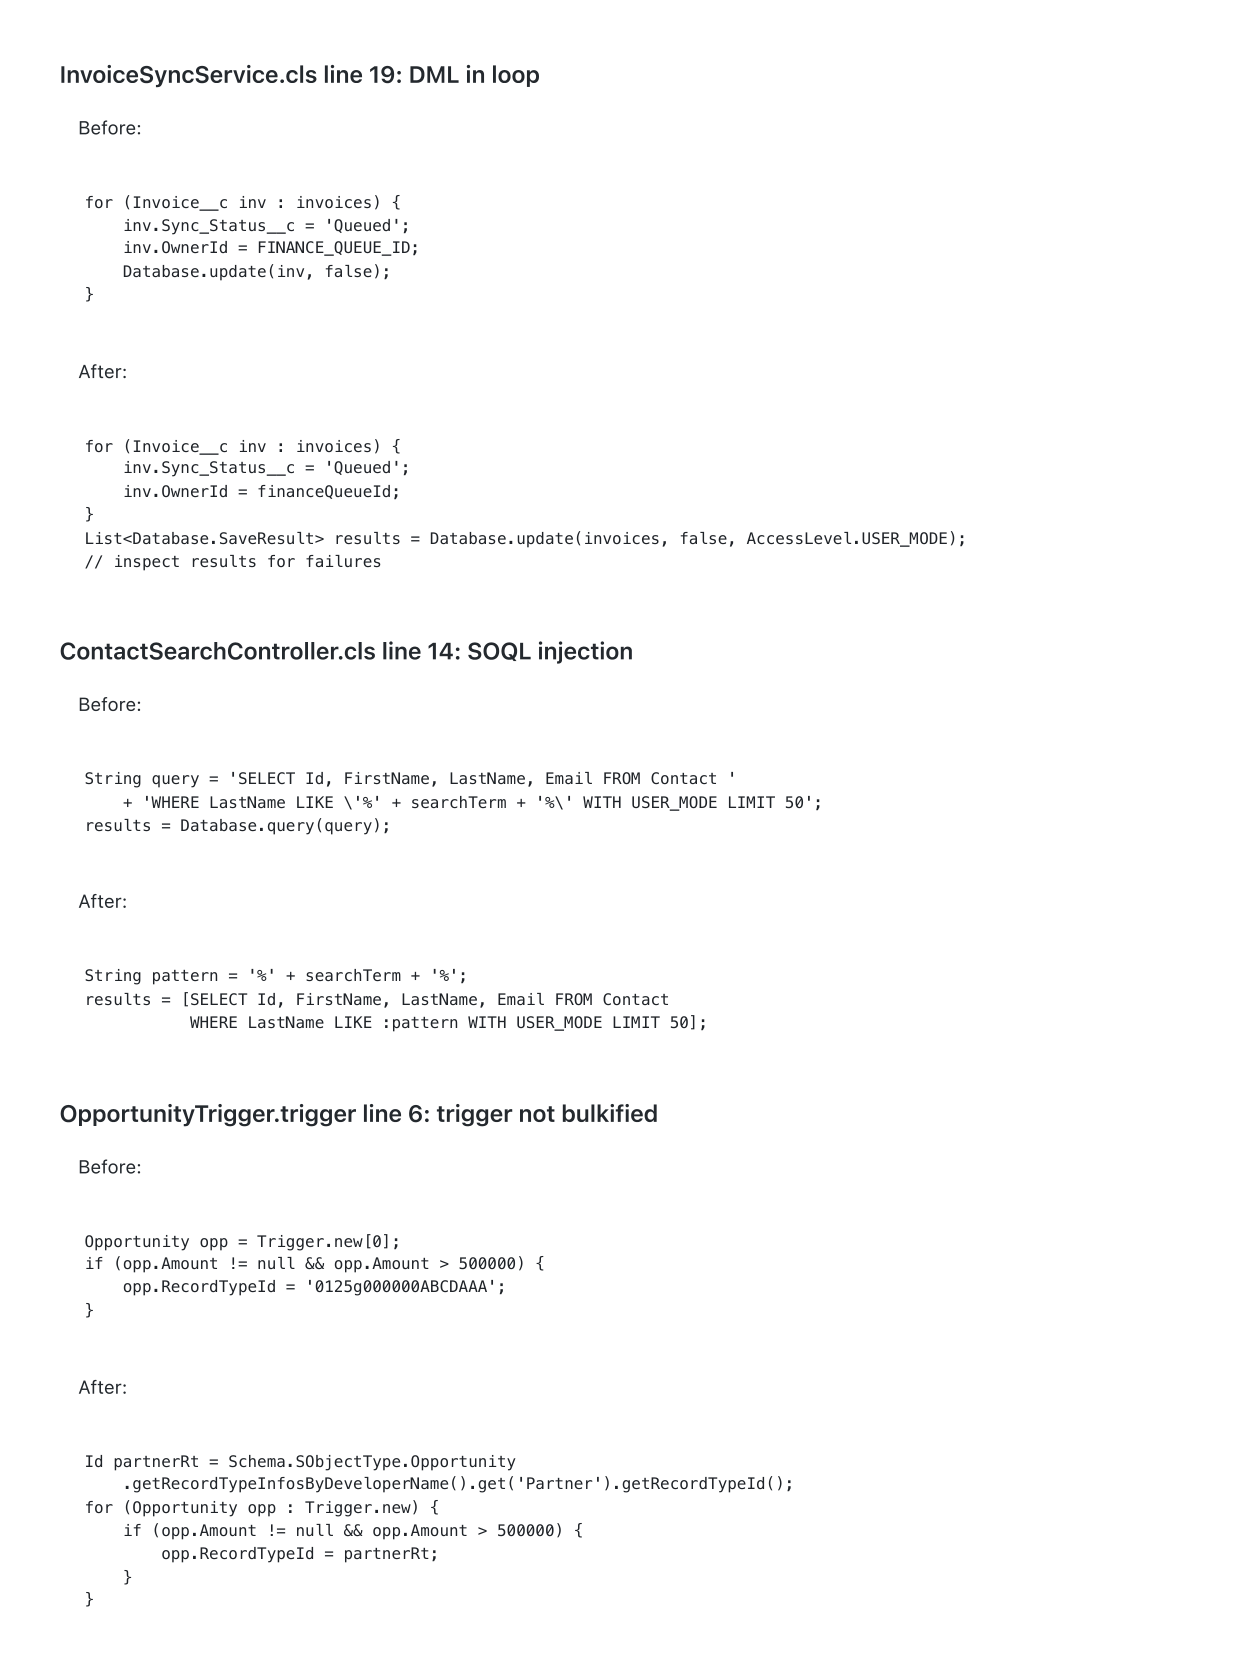 InvoiceSyncService.cls line 19: DML in loop
Before:
for (Invoice__c inv : invoices) {
    inv.Sync_Status__c = 'Queued';
    inv.OwnerId = FINANCE_QUEUE_ID;
    Database.update(inv, false);
}
After:
for (Invoice__c inv : invoices) {
    inv.Sync_Status__c = 'Queued';
    inv.OwnerId = financeQueueId;
}
List<Database.SaveResult> results = Database.update(invoices, false, AccessLevel.USER_MODE);
// inspect results for failures
ContactSearchController.cls line 14: SOQL injection
Before:
String query = 'SELECT Id, FirstName, LastName, Email FROM Contact '
    + 'WHERE LastName LIKE \'%' + searchTerm + '%\' WITH USER_MODE LIMIT 50';
results = Database.query(query);
After:
String pattern = '%' + searchTerm + '%';
results = [SELECT Id, FirstName, LastName, Email FROM Contact
           WHERE LastName LIKE :pattern WITH USER_MODE LIMIT 50];
OpportunityTrigger.trigger line 6: trigger not bulkified
Before:
Opportunity opp = Trigger.new[0];
if (opp.Amount != null && opp.Amount > 500000) {
    opp.RecordTypeId = '0125g000000ABCDAAA';
}
After:
Id partnerRt = Schema.SObjectType.Opportunity
    .getRecordTypeInfosByDeveloperName().get('Partner').getRecordTypeId();
for (Opportunity opp : Trigger.new) {
    if (opp.Amount != null && opp.Amount > 500000) {
        opp.RecordTypeId = partnerRt;
    }
}